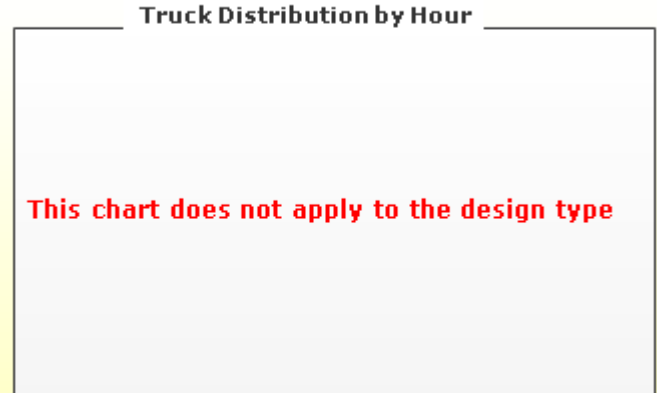 Truck Distribution by Hour
This chart does not apply to the design type